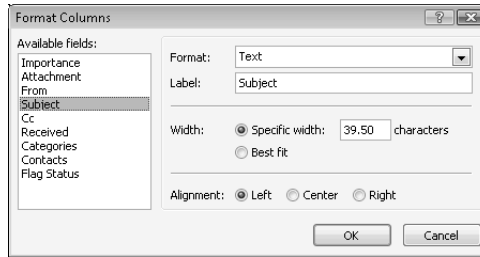 Format Columns
Available fields:
Importance
Attachment
From
Subject
Cc
Received
Categories
Contacts
Flag Status
Format: Text
Label: Subject
Width: Specific width: 39.50 characters
Best fit
Alignment: Left Center Right
OK Cancel